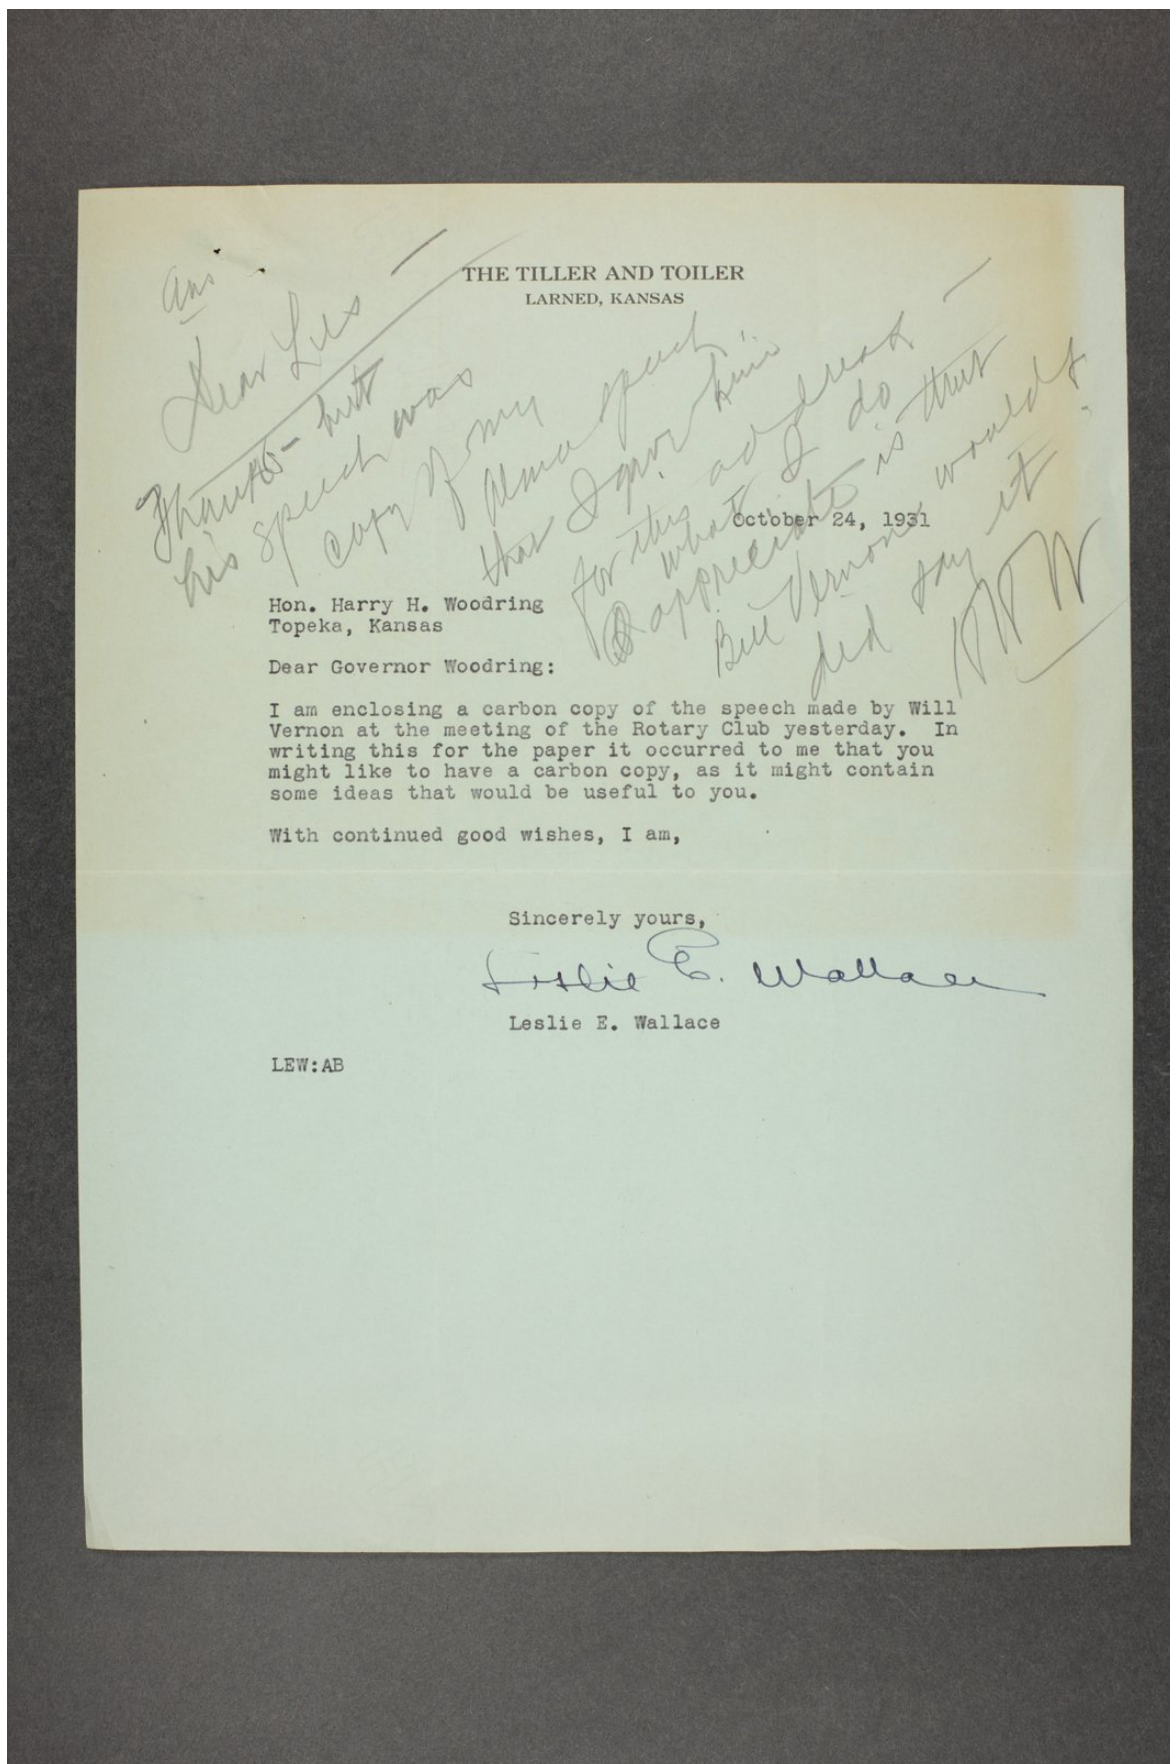 THE TILLER AND TOILER
LARNED, KANSAS
Ans
Dear Les —
Thanks - but
his speech was
copy of my
Alma speech
that I gave him
for this address —
what I do
appreciate is that
Bill Vernon would &
did say it
HHW
October 24, 1931
Hon. Harry H. Woodring
Topeka, Kansas
Dear Governor Woodring:
I am enclosing a carbon copy of the speech made by Will
Vernon at the meeting of the Rotary Club yesterday. In
writing this for the paper it occurred to me that you
might like to have a carbon copy, as it might contain
some ideas that would be useful to you.
With continued good wishes, I am,
Sincerely yours,
Leslie E. Wallace
Leslie E. Wallace
LEW:AB